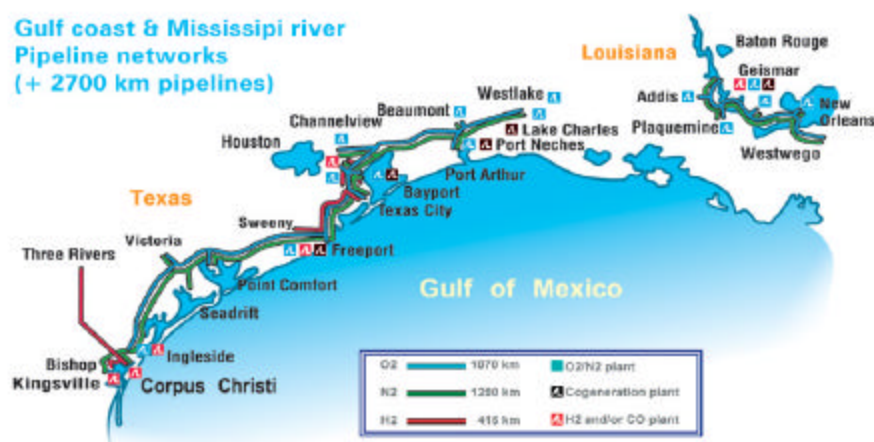 Gulf coast & Mississipi river
Pipeline networks
(+ 2700 km pipelines)
Louisiana
Baton Rouge
Geismar
Addis
New
Orleans
Plaquemine
Westwego
Westlake
Beaumont
Channelview
Lake Charles
Port Neches
Houston
Port Arthur
Bayport
Texas City
Texas
Sweeny
Freeport
Victoria
Three Rivers
Point Comfort
Seadrift
Gulf of Mexico
Ingleside
Bishop
Kingsville
Corpus Christi
O2 1070 km O2/N2 plant
N2 Cogeneration plant
H2 415 km H2 and/or CO plant